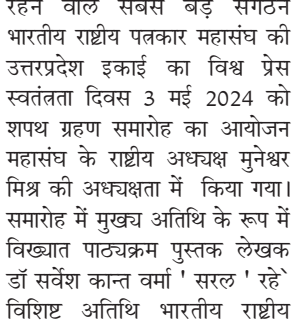 रहने वाले सबसे बड़े संगठन
भारतीय राष्ट्रीय पत्रकार महासंघ की
उत्तरप्रदेश इकाई का विश्व प्रेस
स्वतंत्रता दिवस 3 मई 2024 को
शपथ ग्रहण समारोह का आयोजन
महासंघ के राष्ट्रीय अध्यक्ष मुनेश्वर
मिश्र की अध्यक्षता में किया गया।
समारोह में मुख्य अतिथि के रूप में
विख्यात पाठ्यक्रम पुस्तक लेखक
डॉ सर्वेश कान्त वर्मा ' सरल ' रहे`
विशिष्ट अतिथि भारतीय राष्ट्रीय